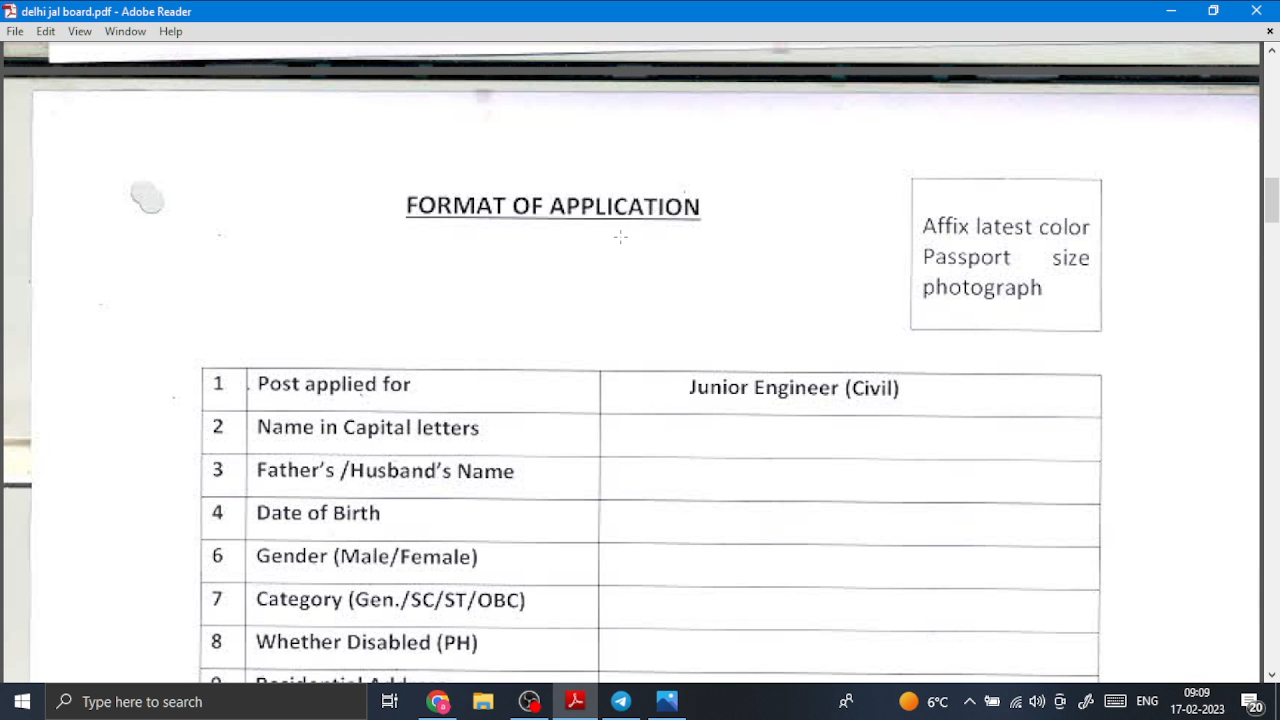 delhi jal board.pdf - Adobe Reader
File Edit View Window Help
FORMAT OF APPLICATION
Affix latest color
Passport size
photograph
1 Post applied for Junior Engineer (Civil)
2 Name in Capital letters
3 Father's /Husband's Name
4 Date of Birth
6 Gender (Male/Female)
7 Category (Gen./SC/ST/OBC)
8 Whether Disabled (PH)
Type here to search
6°C
ENG
09:09
17-02-2023
20